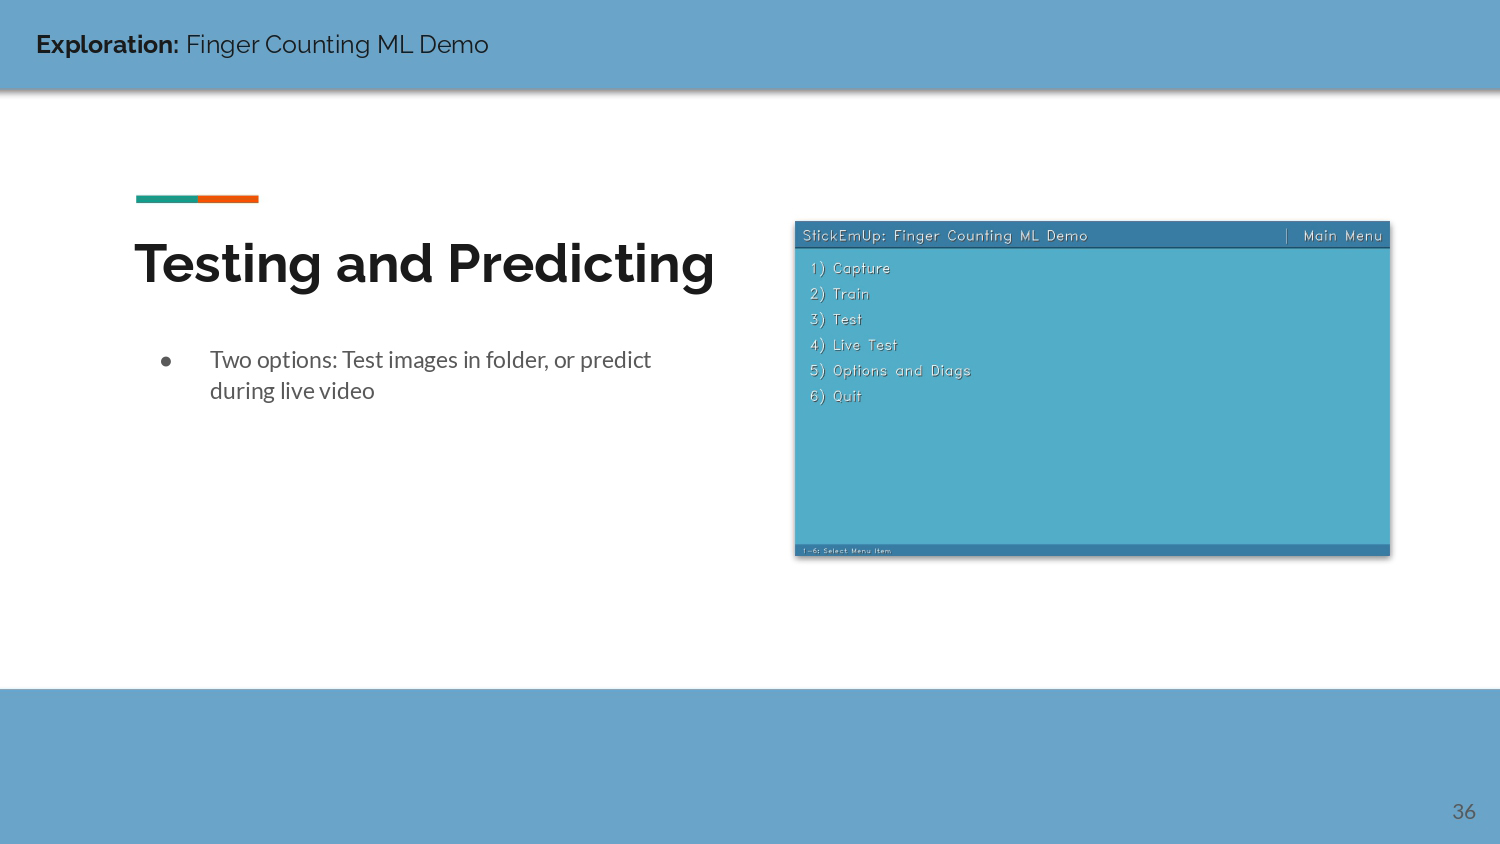 Exploration: Finger Counting ML Demo
Testing and Predicting
● Two options: Test images in folder, or predict
during live video
StickEmUp: Finger Counting ML Demo | Main Menu
1) Capture
2) Train
3) Test
4) Live Test
5) Options and Diags
6) Quit
1-6: Select Menu Item
36